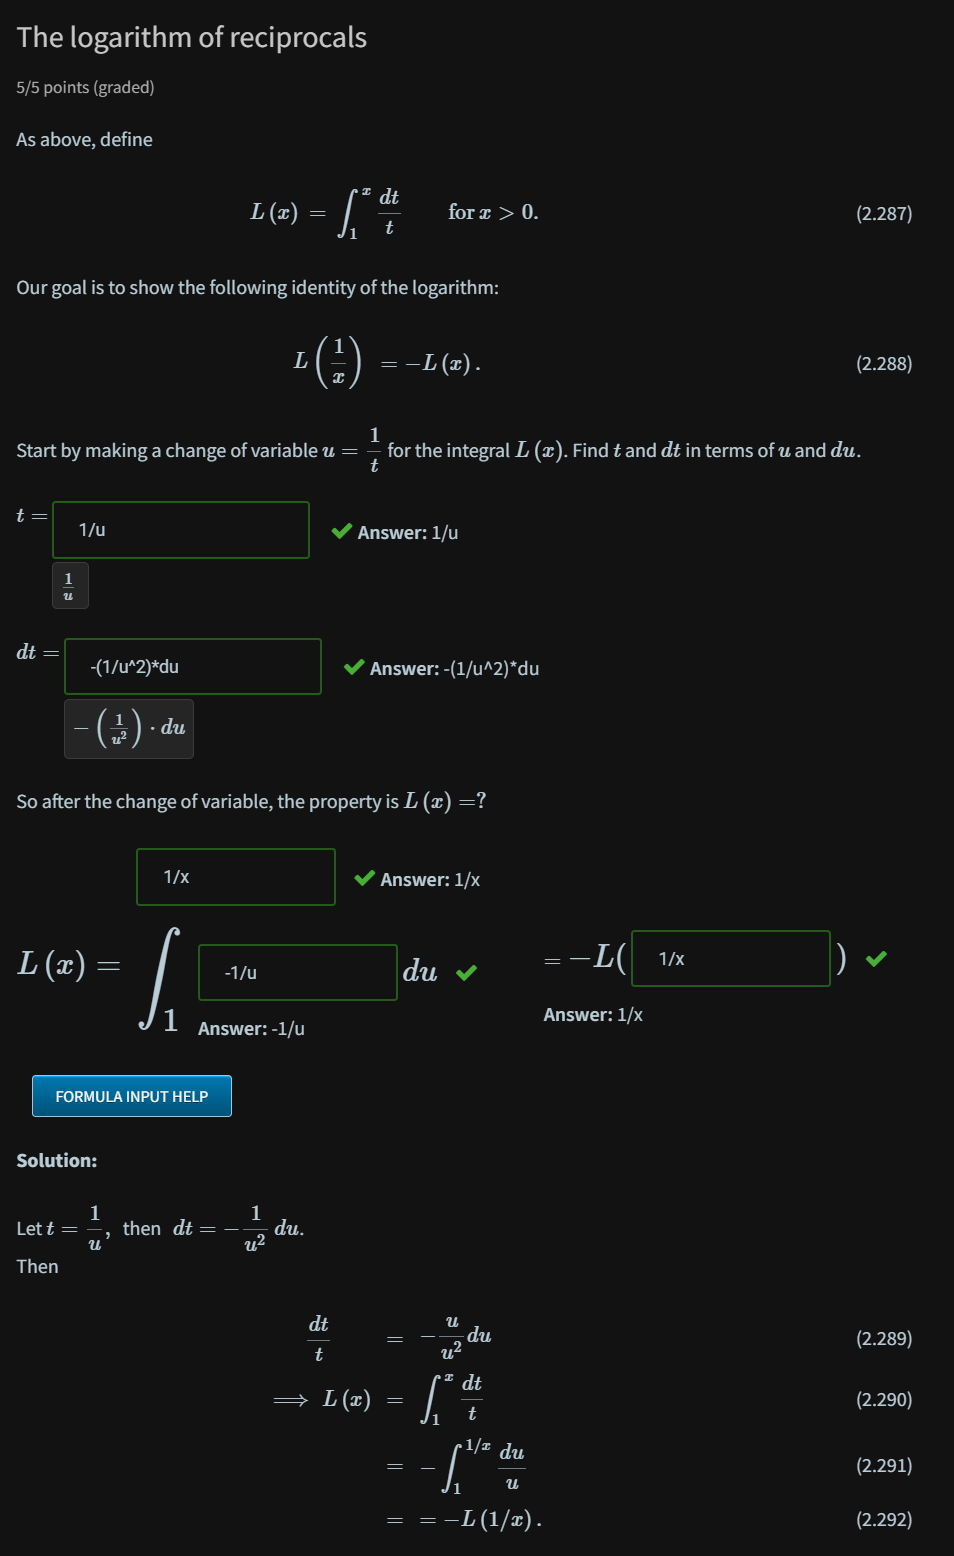 The logarithm of reciprocals
5/5 points (graded)
As above, define
L(x) = ∫₁ˣ dt/t for x > 0. (2.287)
Our goal is to show the following identity of the logarithm:
L(1/x) = −L(x). (2.288)
Start by making a change of variable u = 1/t for the integral L(x). Find t and dt in terms of u and du.
t = 1/u ✔ Answer: 1/u
1/u
dt = -(1/u^2)*du ✔ Answer: -(1/u^2)*du
−(1/u²) · du
So after the change of variable, the property is L(x) =?
1/x ✔ Answer: 1/x
L(x) = ∫₁ -1/u du ✔ = −L( 1/x ) ✔
Answer: -1/u Answer: 1/x
FORMULA INPUT HELP
Solution:
Let t = 1/u, then dt = −1/u² du.
Then
dt/t = −u/u² du (2.289)
⟹ L(x) = ∫₁ˣ dt/t (2.290)
= −∫₁^(1/x) du/u (2.291)
= = −L(1/x). (2.292)